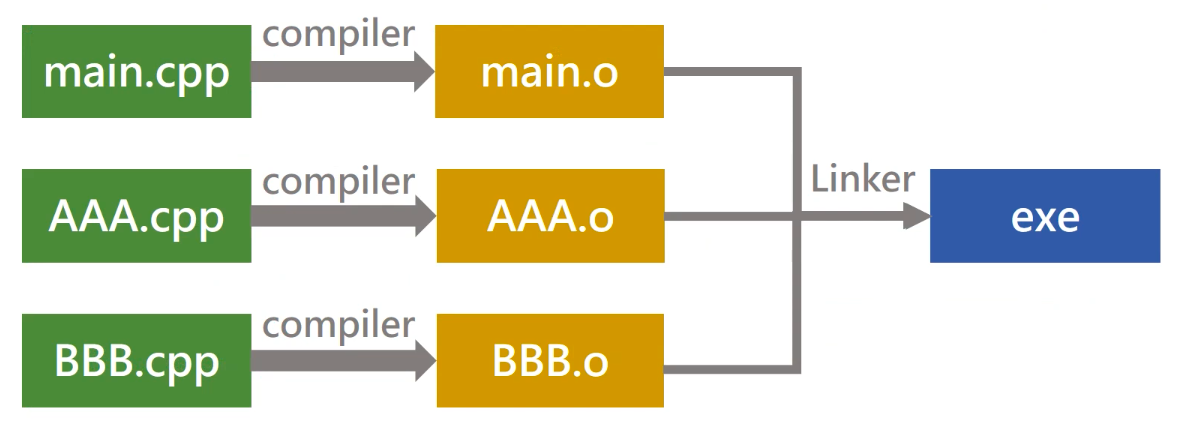 compiler
main.cpp
main.o
compiler
Linker
AAA.cpp
AAA.o
exe
compiler
BBB.cpp
BBB.o